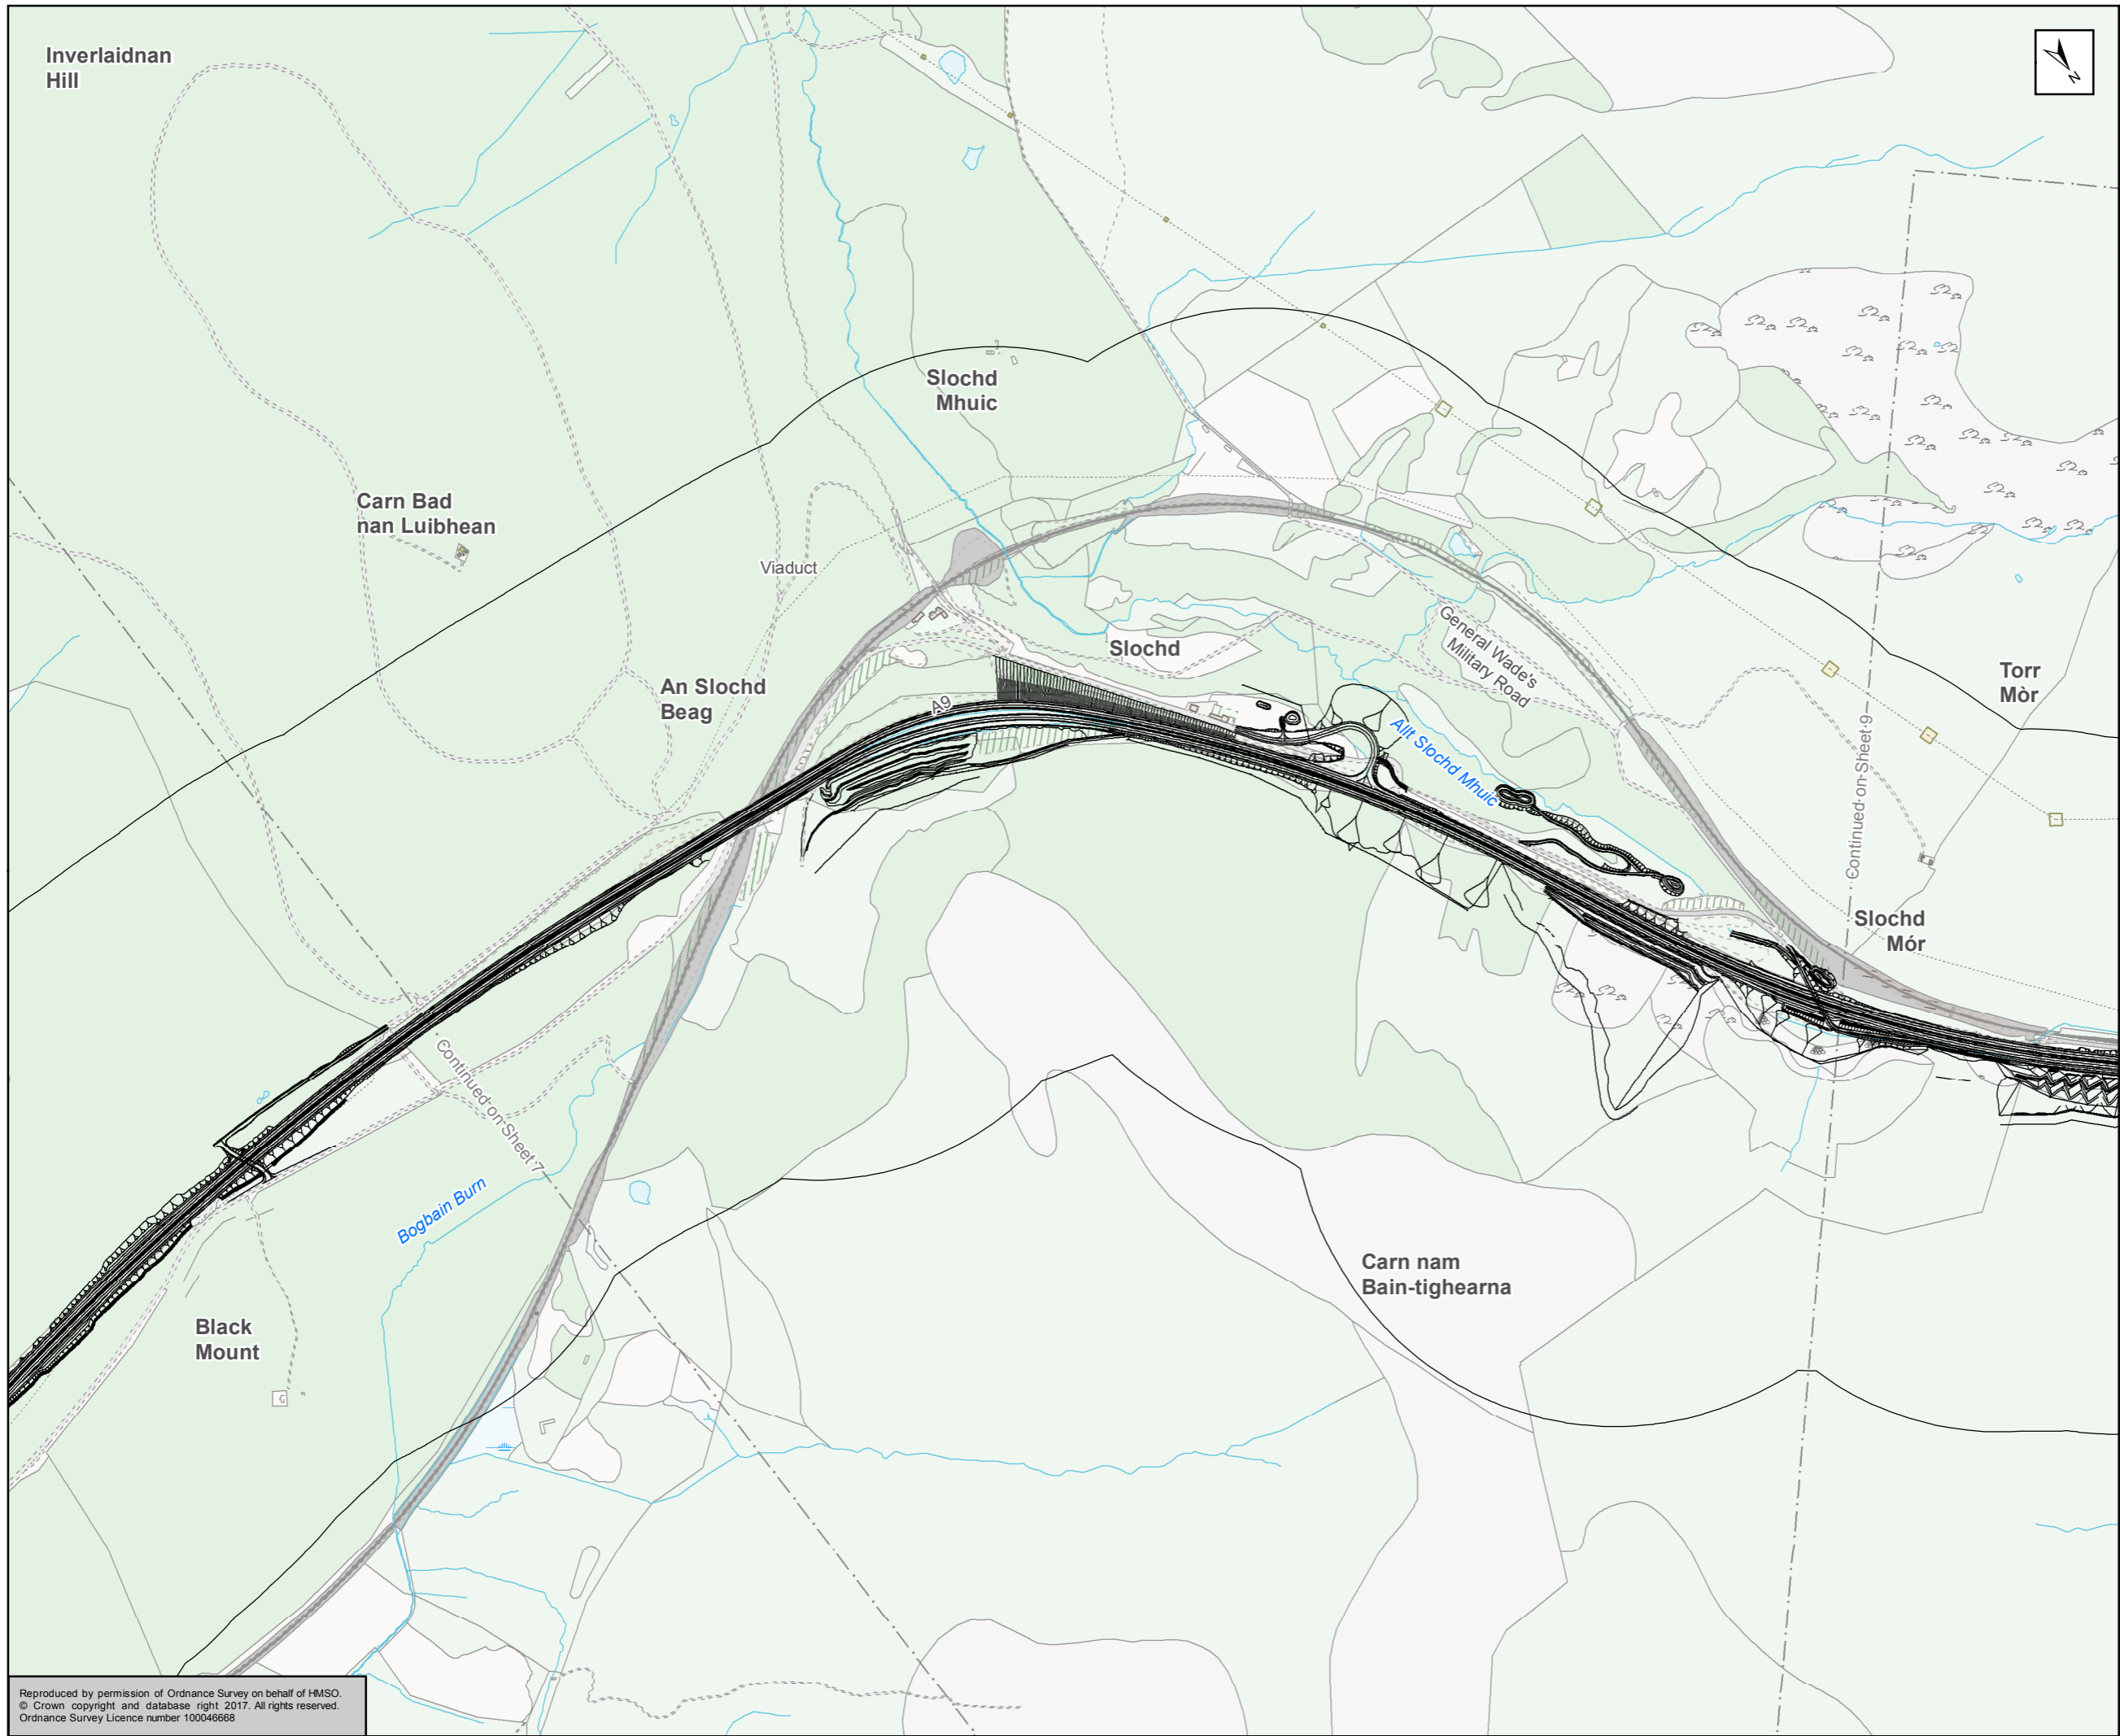 Inverlaidnan
Hill
N
Slochd
Mhuic
Carn Bad
nan Luibhean
Viaduct
General Wade's
Military Road
Slochd
An Slochd
Beag
A9
Torr
Mòr
Allt Slochd Mhuic
Continued on Sheet 9
Slochd
Mór
Continued on Sheet 7
Bogbain Burn
Carn nam
Bain-tighearna
Black
Mount
Reproduced by permission of Ordnance Survey on behalf of HMSO.
© Crown copyright and database right 2017. All rights reserved.
Ordnance Survey Licence number 100046668